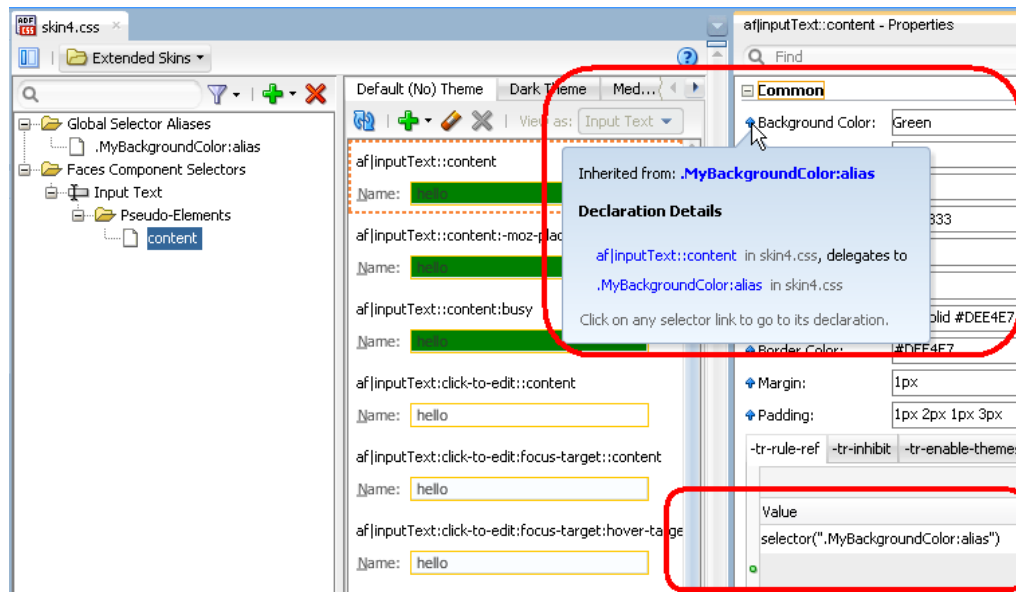 ADF
CSS
skin4.css
Extended Skins
Global Selector Aliases
.MyBackgroundColor:alias
Faces Component Selectors
Input Text
Pseudo-Elements
content
Default (No) Theme
Dark Theme
Med...
View as:
Input Text
af|inputText::content
Name:
hello
af|inputText::content:-moz-plac
Name:
hello
af|inputText::content:busy
Name:
hello
af|inputText:click-to-edit::content
Name:
hello
af|inputText:click-to-edit:focus-target::content
Name:
hello
af|inputText:click-to-edit:focus-target:hover-targe
Name:
hello
af|inputText::content - Properties
Find
Common
Background Color:
Green
Inherited from: .MyBackgroundColor:alias
Declaration Details
af|inputText::content in skin4.css, delegates to
.MyBackgroundColor:alias in skin4.css
Click on any selector link to go to its declaration.
333
olid #DEE4E7
Border Color:
#DEE4E7
Margin:
1px
Padding:
1px 2px 1px 3px
-tr-rule-ref
-tr-inhibit
-tr-enable-themes
Value
selector(".MyBackgroundColor:alias")